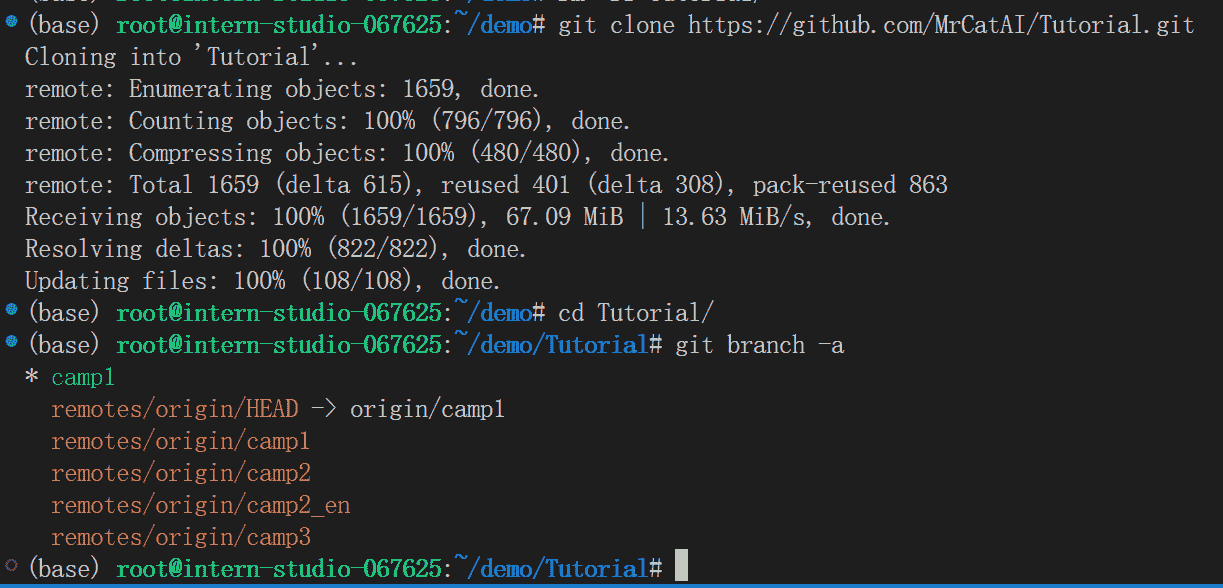 (base) root@intern-studio-067625:~/demo# git clone https://github.com/MrCatAI/Tutorial.git
Cloning into 'Tutorial'...
remote: Enumerating objects: 1659, done.
remote: Counting objects: 100% (796/796), done.
remote: Compressing objects: 100% (480/480), done.
remote: Total 1659 (delta 615), reused 401 (delta 308), pack-reused 863
Receiving objects: 100% (1659/1659), 67.09 MiB | 13.63 MiB/s, done.
Resolving deltas: 100% (822/822), done.
Updating files: 100% (108/108), done.
(base) root@intern-studio-067625:~/demo# cd Tutorial/
(base) root@intern-studio-067625:~/demo/Tutorial# git branch -a
* camp1
remotes/origin/HEAD -> origin/camp1
remotes/origin/camp1
remotes/origin/camp2
remotes/origin/camp2_en
remotes/origin/camp3
(base) root@intern-studio-067625:~/demo/Tutorial#